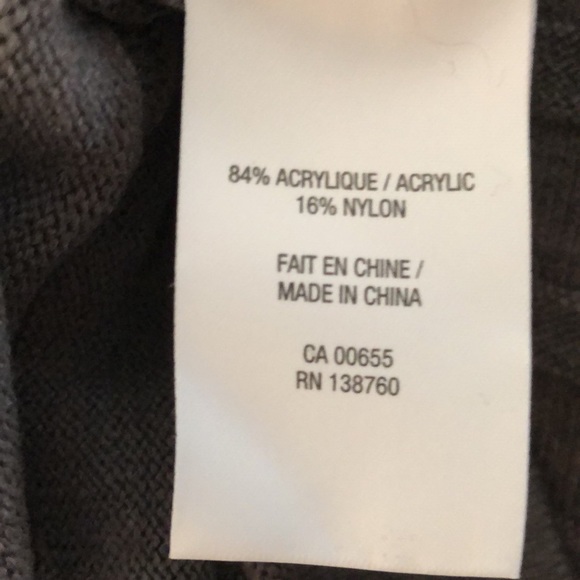 84% ACRYLIQUE / ACRYLIC
16% NYLON
FAIT EN CHINE /
MADE IN CHINA
CA 00655
RN 138760